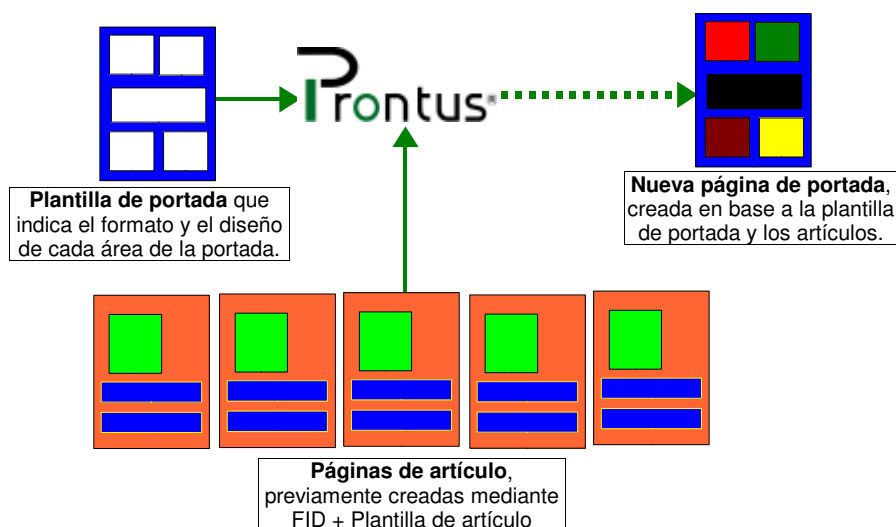 Prontus®
Plantilla de portada que
indica el formato y el diseño
de cada área de la portada.
Nueva página de portada,
creada en base a la plantilla
de portada y los artículos.
Páginas de artículo,
previamente creadas mediante
FID + Plantilla de artículo